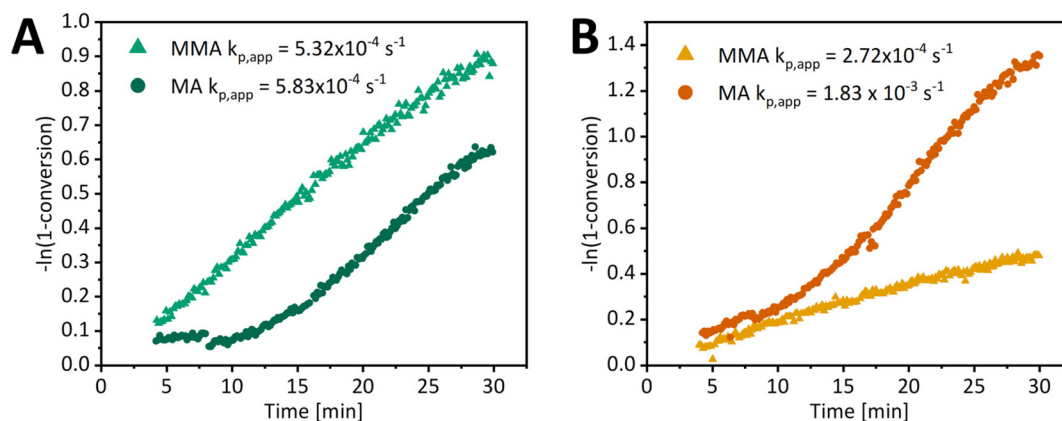 A
MMA k p,app = 5.32x10-4 s-1
MA k p,app = 5.83x10-4 s-1
-ln(1-conversion)
1.0
0.9
0.8
0.7
0.6
0.5
0.4
0.3
0.2
0.1
0.0
0 5 10 15 20 25 30
Time [min]
B
MMA k p,app = 2.72x10-4 s-1
MA k p,app = 1.83 x 10-3 s-1
-ln(1-conversion)
1.4
1.2
1.0
0.8
0.6
0.4
0.2
0.0
0 5 10 15 20 25 30
Time [min]